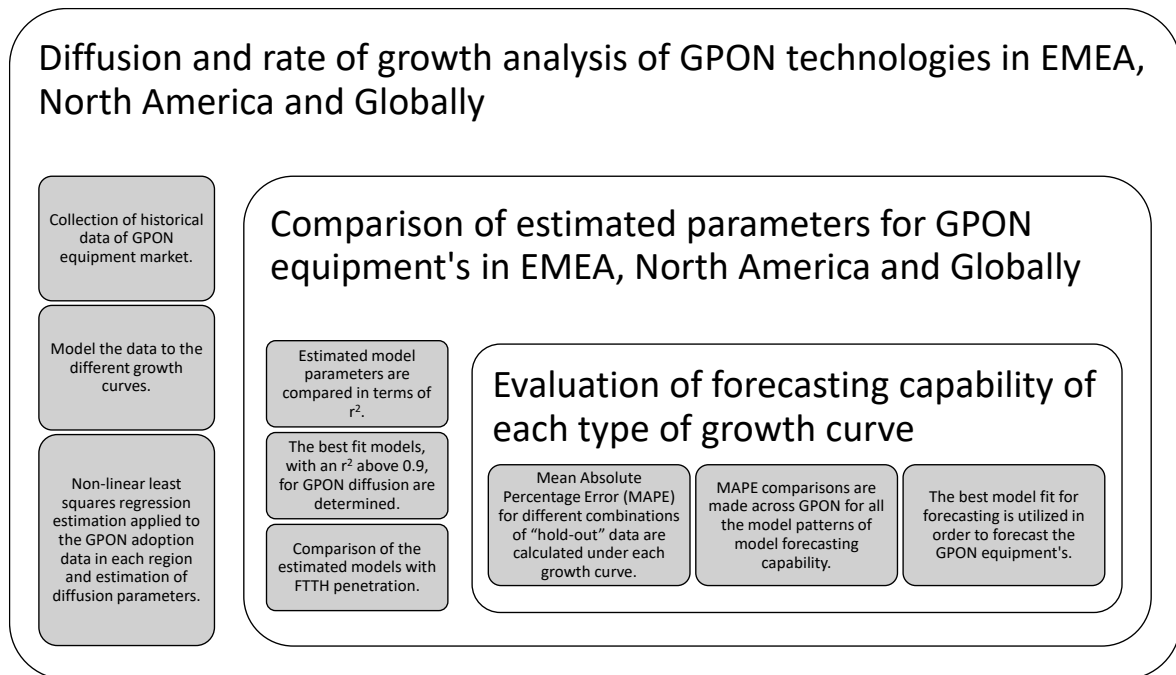 Diffusion and rate of growth analysis of GPON technologies in EMEA,
North America and Globally
Collection of historical
data of GPON
equipment market.
Model the data to the
different growth
curves.
Non-linear least
squares regression
estimation applied to
the GPON adoption
data in each region
and estimation of
diffusion parameters.
Comparison of estimated parameters for GPON
equipment's in EMEA, North America and Globally
Estimated model
parameters are
compared in terms of
r².
The best fit models,
with an r² above 0.9,
for GPON diffusion are
determined.
Comparison of the
estimated models with
FTTH penetration.
Evaluation of forecasting capability of
each type of growth curve
Mean Absolute
Percentage Error (MAPE)
for different combinations
of “hold-out” data are
calculated under each
growth curve.
MAPE comparisons are
made across GPON for all
the model patterns of
model forecasting
capability.
The best model fit for
forecasting is utilized in
order to forecast the
GPON equipment's.